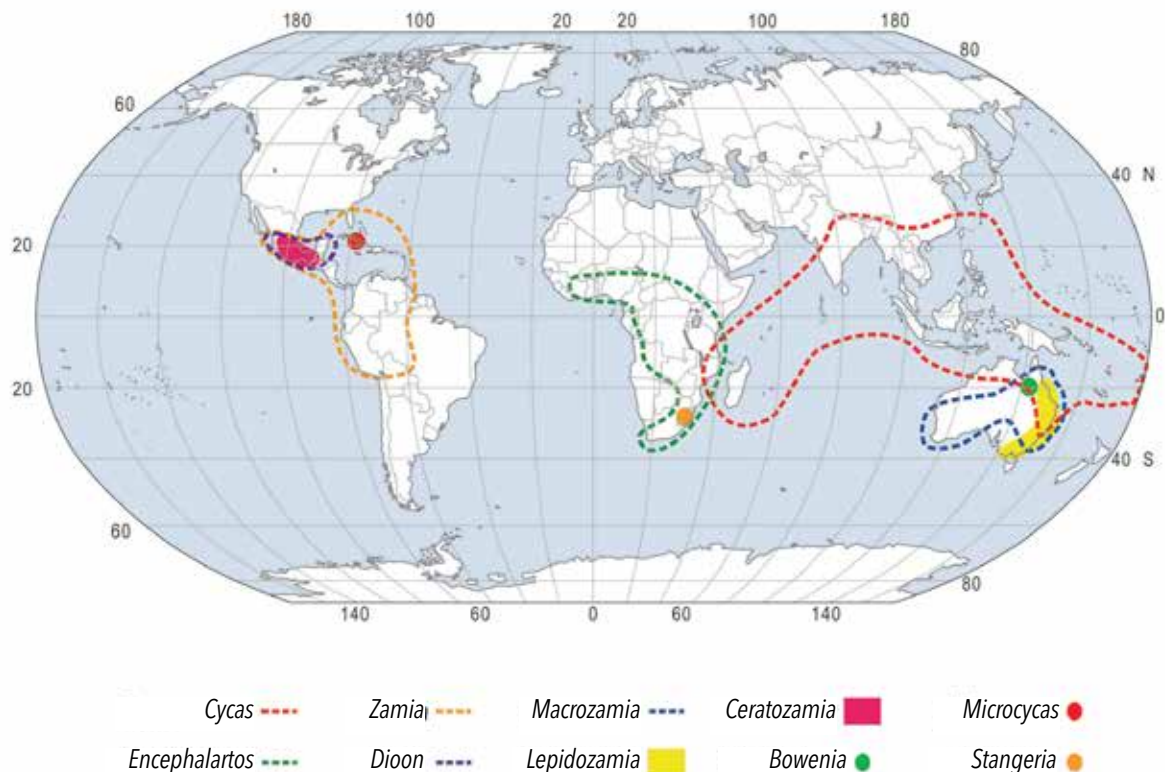 180 100 20 20 100 180
80
60
40 N
20
0
20
40 S
60
80
140 60 0 60 140
Cycas Zamia Macrozamia Ceratozamia Microcycas
Encephalartos Dioon Lepidozamia Bowenia Stangeria